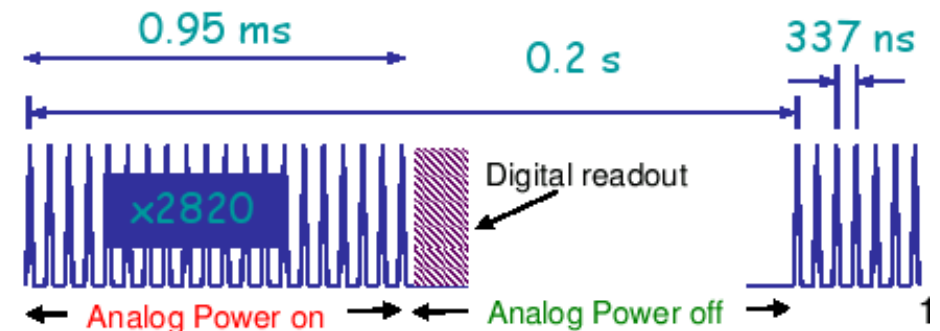 0.95 ms
0.2 s
337 ns
x2820
Digital readout
Analog Power on
Analog Power off